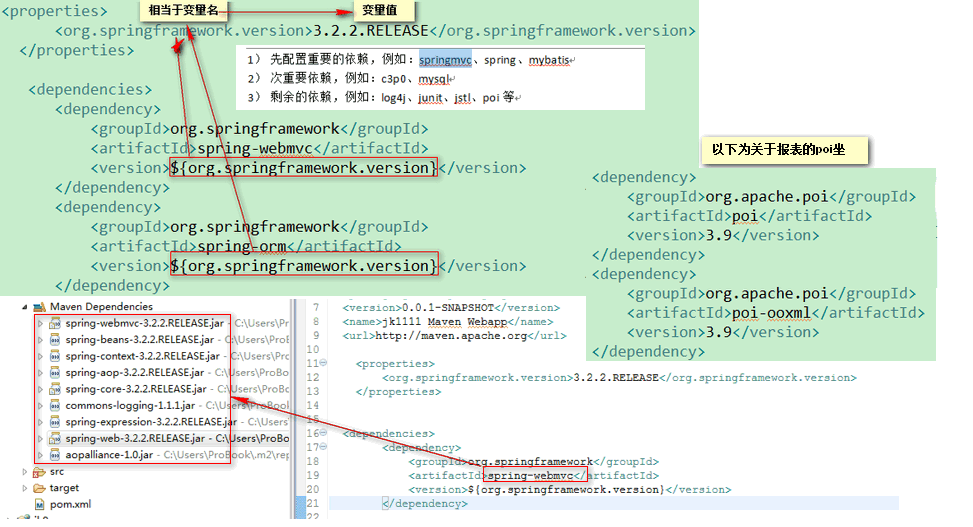 <properties>
相当于变量名
变量值
<org.springframework.version>3.2.2.RELEASE</org.springframework.version>
</properties>
1） 先配置重要的依赖，例如：springmvc、spring、mybatis
2） 次重要依赖，例如：c3p0、mysql
3） 剩余的依赖，例如：log4j、junit、jstl、poi 等
<dependencies>
<dependency>
<groupId>org.springframework</groupId>
<artifactId>spring-webmvc</artifactId>
<version>${org.springframework.version}</version>
</dependency>
<dependency>
<groupId>org.springframework</groupId>
<artifactId>spring-orm</artifactId>
<version>${org.springframework.version}</version>
</dependency>
以下为关于报表的poi坐
<dependency>
<groupId>org.apache.poi</groupId>
<artifactId>poi</artifactId>
<version>3.9</version>
</dependency>
<dependency>
<groupId>org.apache.poi</groupId>
<artifactId>poi-ooxml</artifactId>
<version>3.9</version>
</dependency>
Maven Dependencies
spring-webmvc-3.2.2.RELEASE.jar - C:\Users\Pr
spring-beans-3.2.2.RELEASE.jar - C:\Users\ProB
spring-context-3.2.2.RELEASE.jar - C:\Users\Pro
spring-aop-3.2.2.RELEASE.jar - C:\Users\ProBoo
spring-core-3.2.2.RELEASE.jar - C:\Users\ProBo
commons-logging-1.1.1.jar - C:\Users\ProBook
spring-expression-3.2.2.RELEASE.jar - C:\Users\
spring-web-3.2.2.RELEASE.jar - C:\Users\ProBo
aopalliance-1.0.jar - C:\Users\ProBook\.m2\rep
src
target
pom.xml
7 <version>0.0.1-SNAPSHOT</version>
8 <name>jk1111 Maven Webapp</name>
9 <url>http://maven.apache.org</url>
10
11 <properties>
12 <org.springframework.version>3.2.2.RELEASE</org.springframework.version>
13 </properties>
14
15
16 <dependencies>
17 <dependency>
18 <groupId>org.springframework</groupId>
19 <artifactId>spring-webmvc</artifactId>
20 <version>${org.springframework.version}</version>
21 </dependency>
22